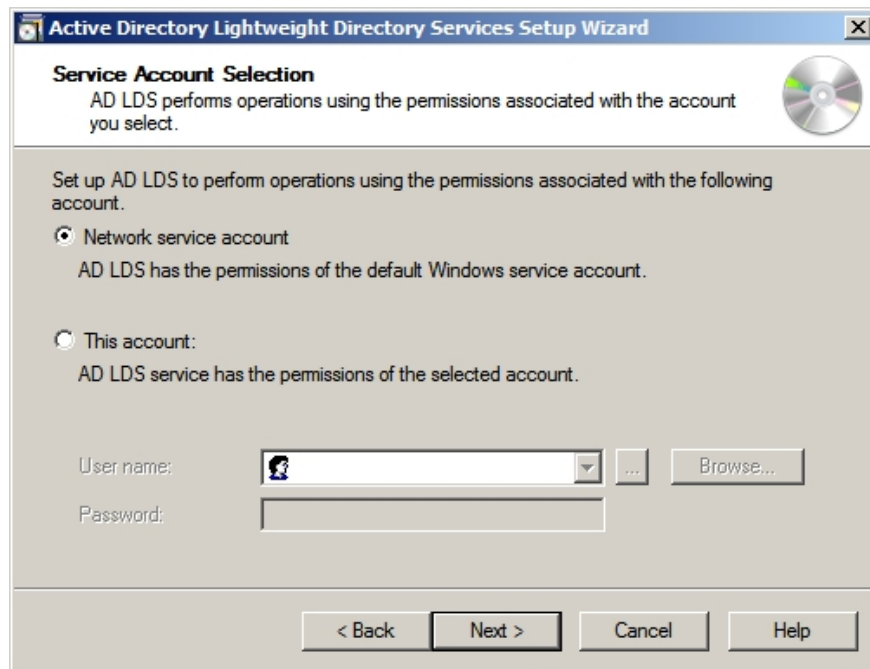 Active Directory Lightweight Directory Services Setup Wizard
Service Account Selection
AD LDS performs operations using the permissions associated with the account
you select.
Set up AD LDS to perform operations using the permissions associated with the following
account.
Network service account
AD LDS has the permissions of the default Windows service account.
This account:
AD LDS service has the permissions of the selected account.
User name:
... Browse...
Password:
< Back Next > Cancel Help